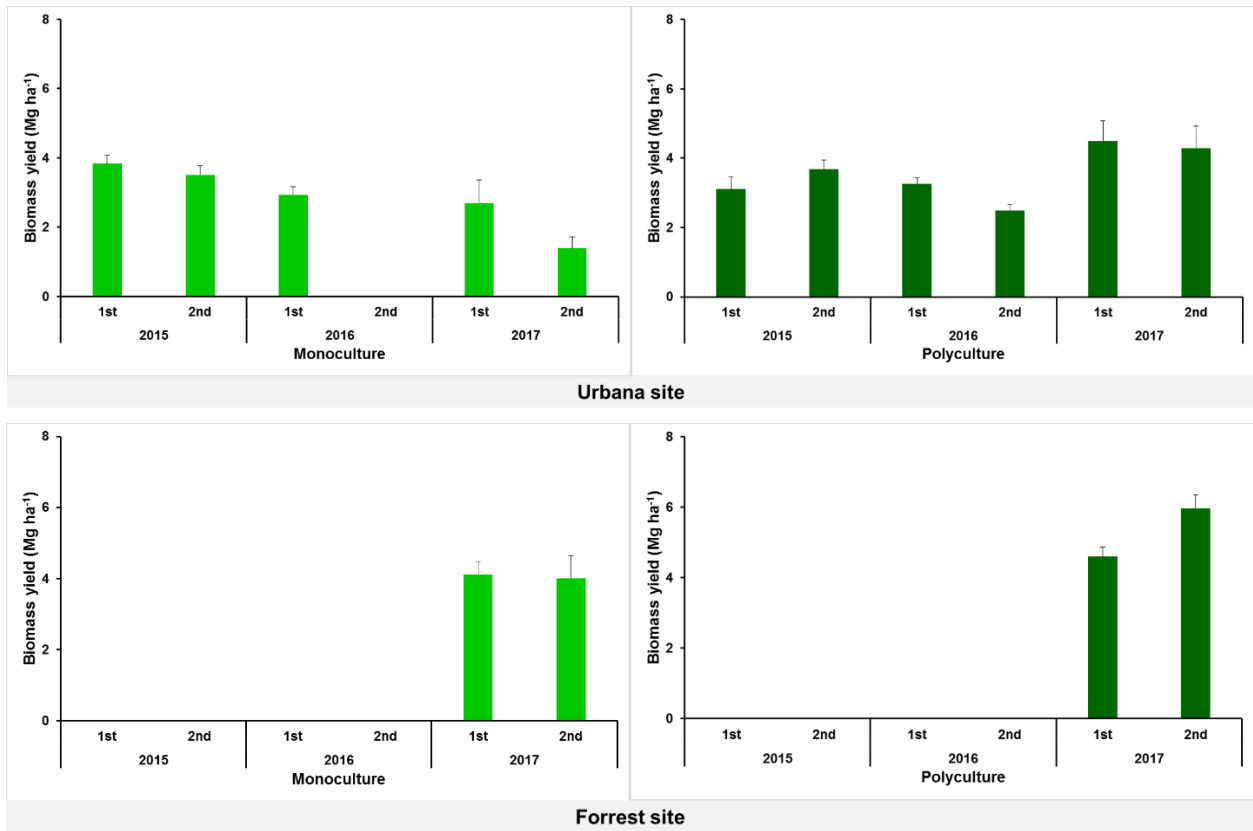 Biomass yield (Mg ha⁻¹)
8
6
4
2
0
1st 2nd 1st 2nd 1st 2nd
2015 2016 2017
Monoculture
Biomass yield (Mg ha⁻¹)
8
6
4
2
0
1st 2nd 1st 2nd 1st 2nd
2015 2016 2017
Polyculture
Urbana site
Biomass yield (Mg ha⁻¹)
8
6
4
2
0
1st 2nd 1st 2nd 1st 2nd
2015 2016 2017
Monoculture
Biomass yield (Mg ha⁻¹)
8
6
4
2
0
1st 2nd 1st 2nd 1st 2nd
2015 2016 2017
Polyculture
Forrest site